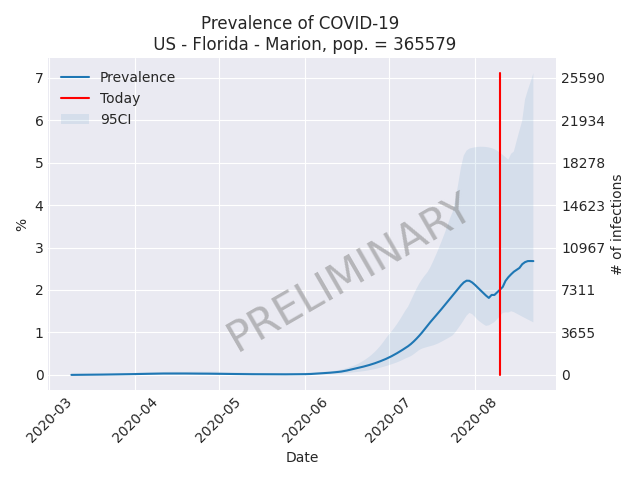 Prevalence of COVID-19
US - Florida - Marion, pop. = 365579
Prevalence
Today
95CI
7
6
5
4
3
2
1
0
%
25590
21934
18278
14623
10967
7311
3655
0
# of infections
PRELIMINARY
2020-03
2020-04
2020-05
2020-06
2020-07
2020-08
Date